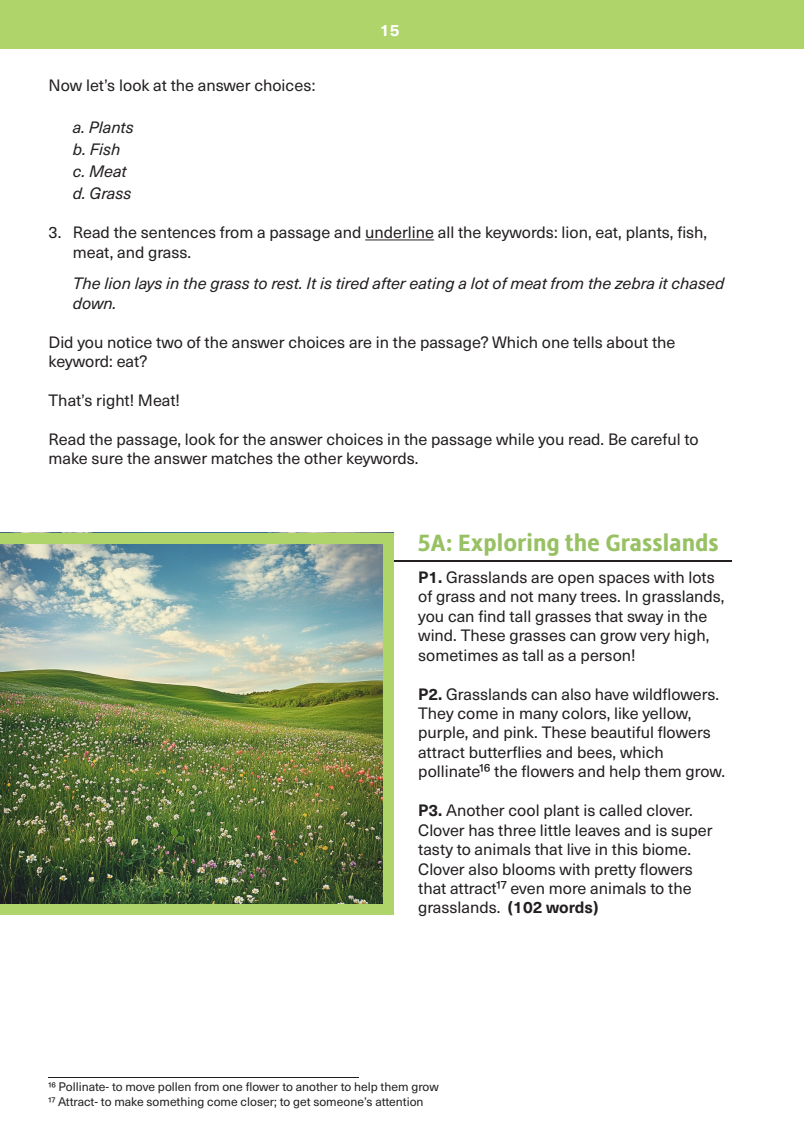 15
Now let's look at the answer choices:
a. Plants
b. Fish
c. Meat
d. Grass
3. Read the sentences from a passage and underline all the keywords: lion, eat, plants, fish,
meat, and grass.
The lion lays in the grass to rest. It is tired after eating a lot of meat from the zebra it chased
down.
Did you notice two of the answer choices are in the passage? Which one tells about the
keyword: eat?
That's right! Meat!
Read the passage, look for the answer choices in the passage while you read. Be careful to
make sure the answer matches the other keywords.
5A: Exploring the Grasslands
P1. Grasslands are open spaces with lots
of grass and not many trees. In grasslands,
you can find tall grasses that sway in the
wind. These grasses can grow very high,
sometimes as tall as a person!
P2. Grasslands can also have wildflowers.
They come in many colors, like yellow,
purple, and pink. These beautiful flowers
attract butterflies and bees, which
pollinate¹⁶ the flowers and help them grow.
P3. Another cool plant is called clover.
Clover has three little leaves and is super
tasty to animals that live in this biome.
Clover also blooms with pretty flowers
that attract¹⁷ even more animals to the
grasslands. (102 words)
¹⁶ Pollinate- to move pollen from one flower to another to help them grow
¹⁷ Attract- to make something come closer; to get someone's attention